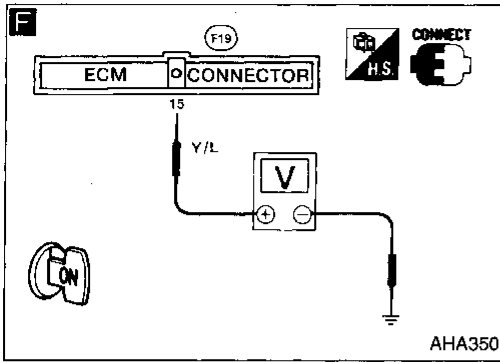 F
F19
CONNECT
ECM
CONNECTOR
H.S.
15
Y/L
V
+
−
ON
AHA350